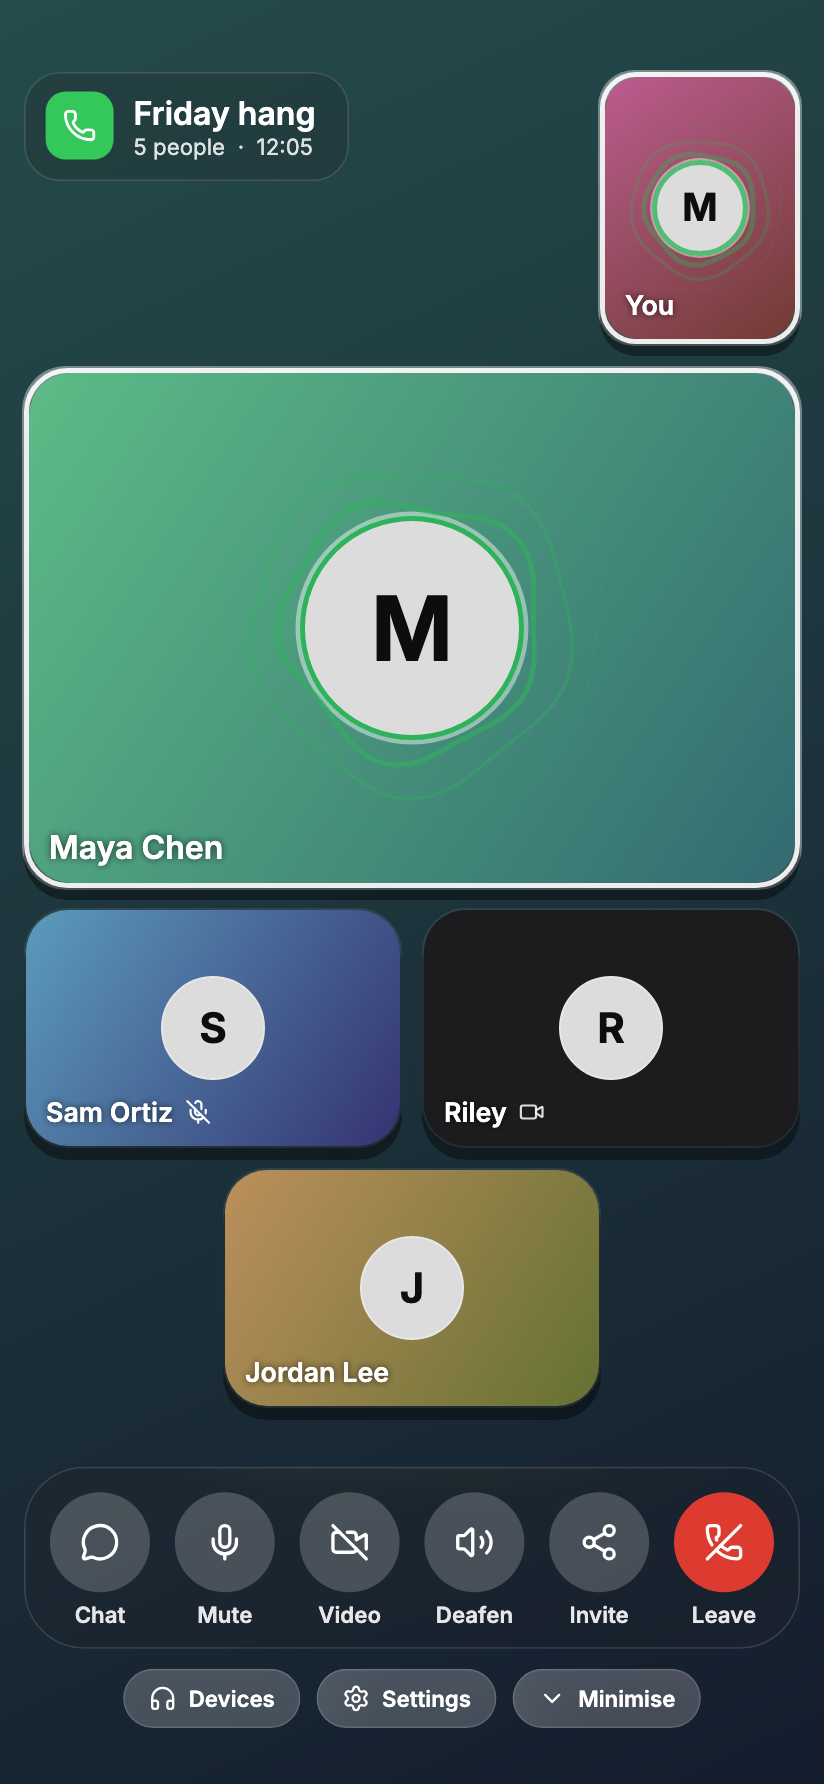 Friday hang
5 people · 12:05
M
You
M
Maya Chen
S
Sam Ortiz
R
Riley
J
Jordan Lee
Chat
Mute
Video
Deafen
Invite
Leave
Devices
Settings
Minimise